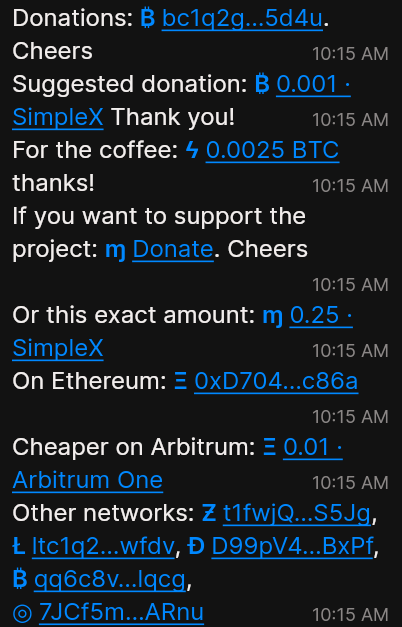 Donations: ₿ bc1q2g...5d4u.
Cheers 10:15 AM
Suggested donation: ₿ 0.001 ·
SimpleX Thank you! 10:15 AM
For the coffee: ϟ 0.0025 BTC
thanks! 10:15 AM
If you want to support the
project: ɱ Donate. Cheers
10:15 AM
Or this exact amount: ɱ 0.25 ·
SimpleX 10:15 AM
On Ethereum: Ξ 0xD704...c86a
10:15 AM
Cheaper on Arbitrum: Ξ 0.01 ·
Arbitrum One 10:15 AM
Other networks: Ƶ t1fwjQ...S5Jg,
Ł ltc1q2...wfdv, Ð D99pV4...BxPf,
₿ qq6c8v...lqcg,
◎ 7JCf5m...ARnu 10:15 AM